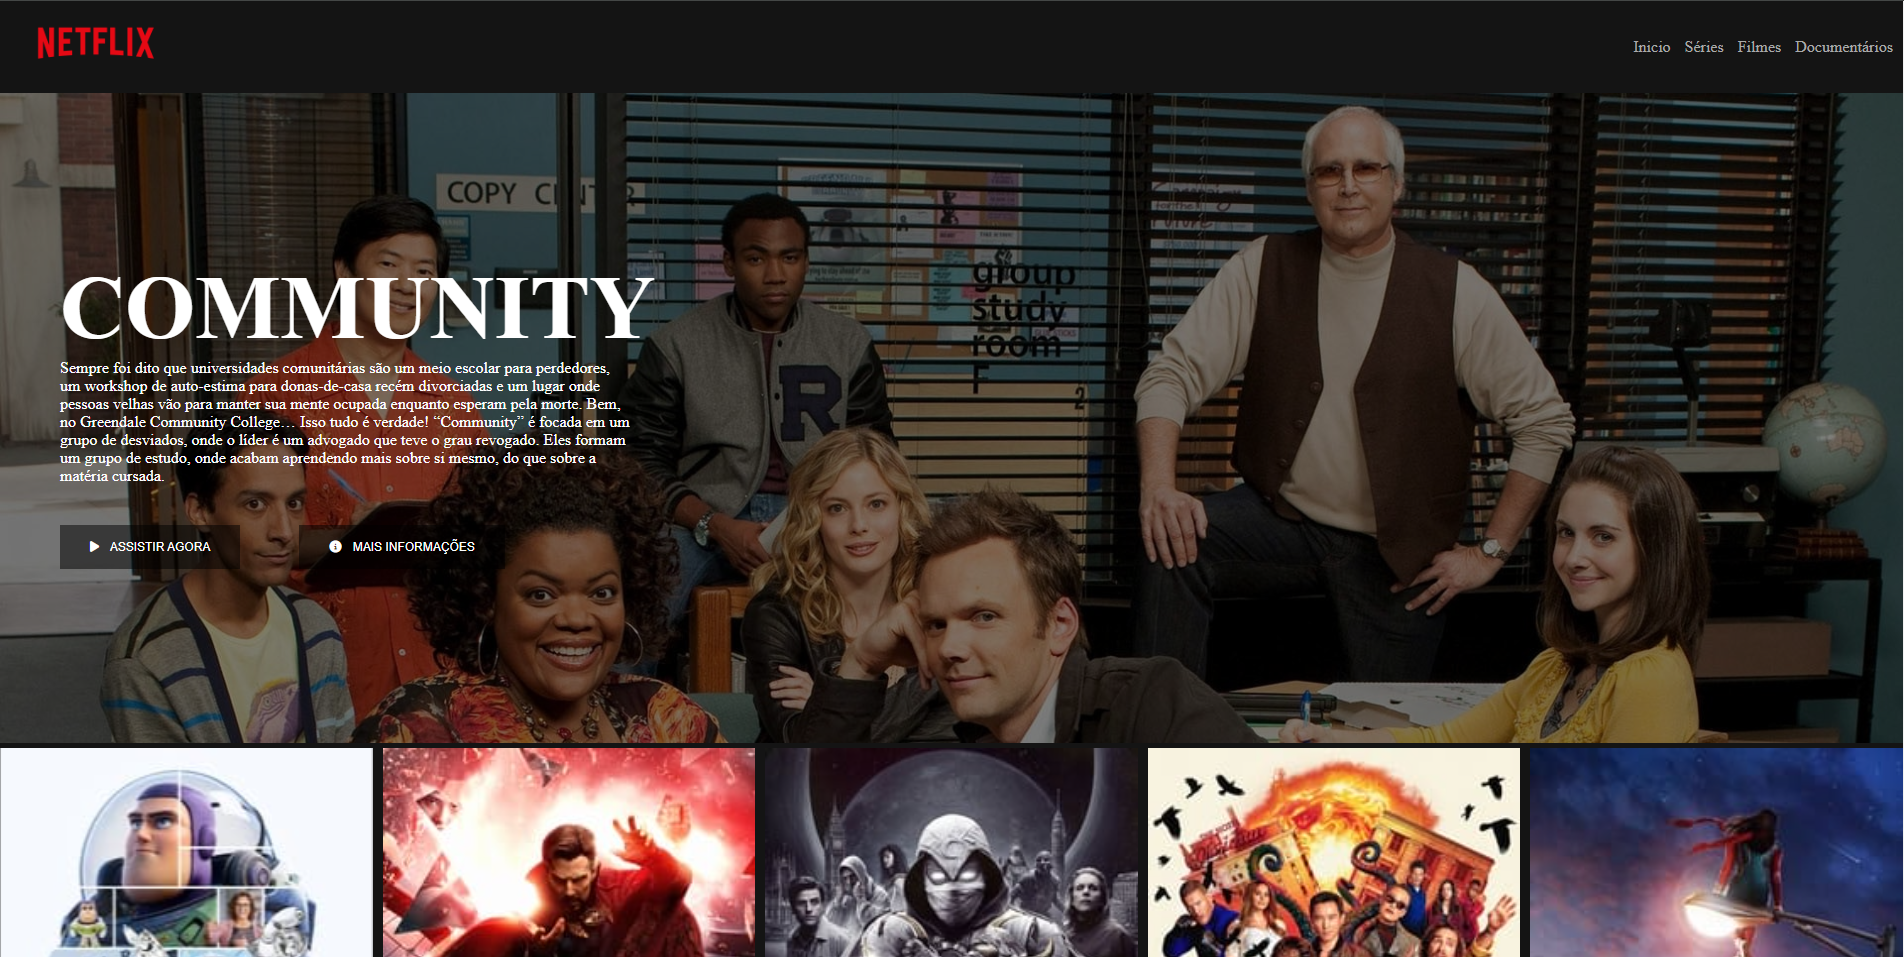 NETFLIX
Inicio Séries Filmes Documentários
COPY
group
study
room
F
2
R
COMMUNITY
Sempre foi dito que universidades comunitárias são um meio escolar para perdedores,
um workshop de auto-estima para donas-de-casa recém divorciadas e um lugar onde
pessoas velhas vão para manter sua mente ocupada enquanto esperam pela morte. Bem,
no Greendale Community College… Isso tudo é verdade! “Community” é focada em um
grupo de desviados, onde o líder é um advogado que teve o grau revogado. Eles formam
um grupo de estudo, onde acabam aprendendo mais sobre si mesmo, do que sobre a
matéria cursada.
ASSISTIR AGORA
MAIS INFORMAÇÕES